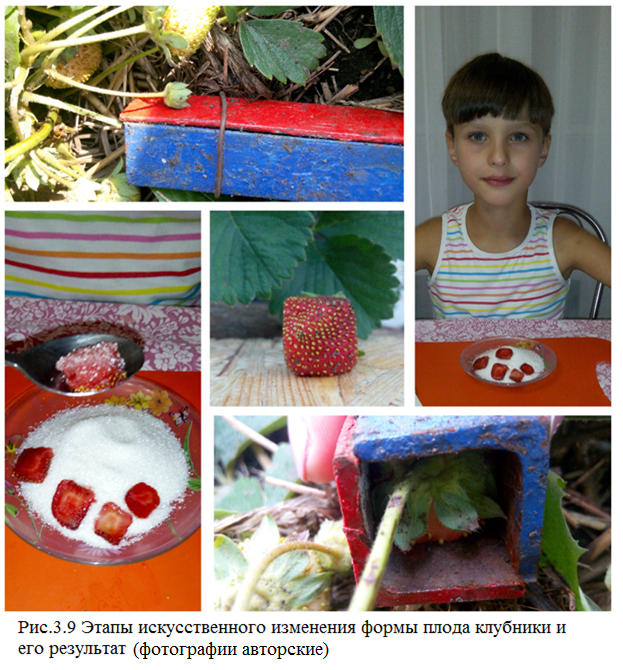 Рис.3.9 Этапы искусственного изменения формы плода клубники и
его результат (фотографии авторские)